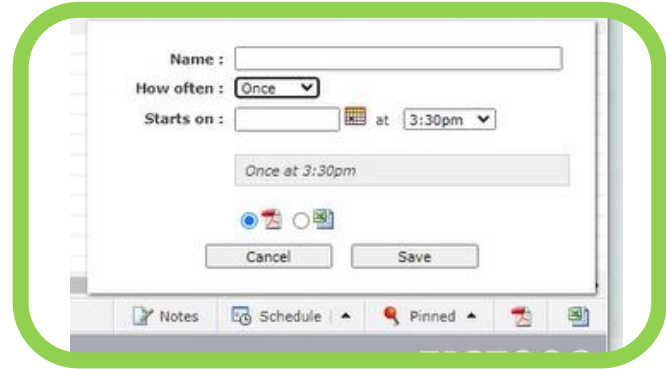 Name :
How often : Once
Starts on : at 3:30pm
Once at 3:30pm
Cancel Save
Notes Schedule Pinned